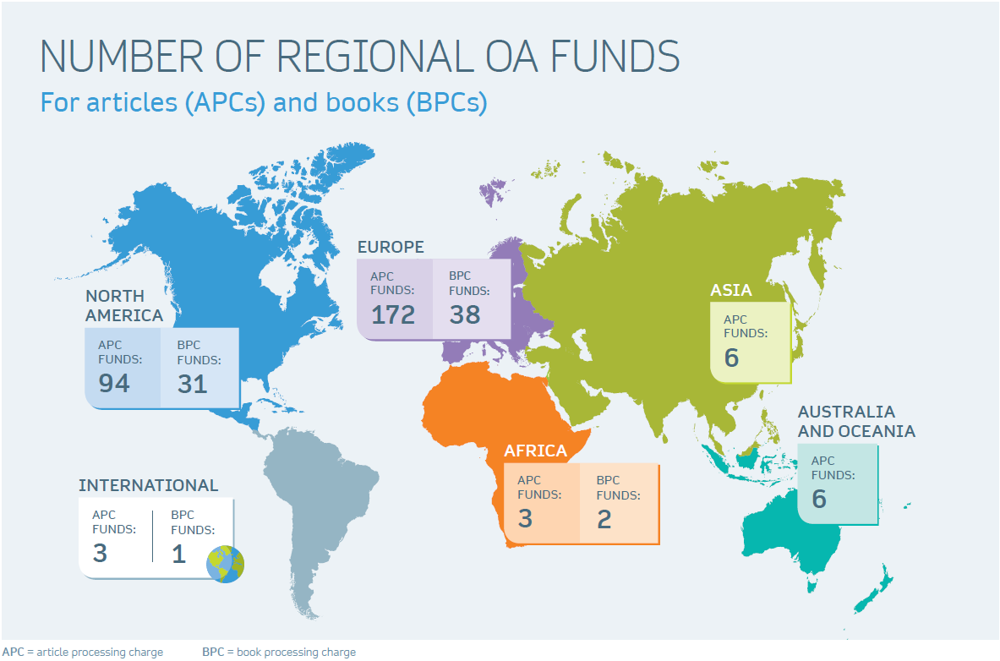 NUMBER OF REGIONAL OA FUNDS
For articles (APCs) and books (BPCs)
NORTH
AMERICA
APC
FUNDS:
94
BPC
FUNDS:
31
EUROPE
APC
FUNDS:
172
BPC
FUNDS:
38
ASIA
APC
FUNDS:
6
INTERNATIONAL
APC
FUNDS:
3
BPC
FUNDS:
1
AFRICA
APC
FUNDS:
3
BPC
FUNDS:
2
AUSTRALIA
AND OCEANIA
APC
FUNDS:
6
APC = article processing charge
BPC = book processing charge